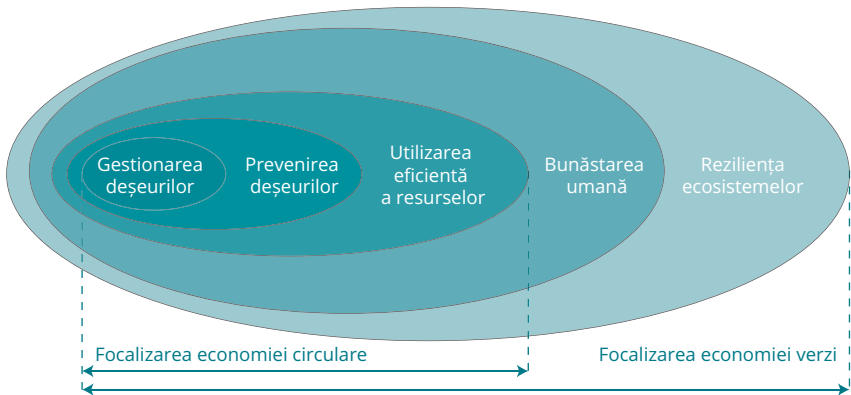 Gestionarea
deșeurilor
Prevenirea
deșeurilor
Utilizarea
eficientă
a resurselor
Bunăstarea
umană
Reziliența
ecosistemelor
Focalizarea economiei circulare
Focalizarea economiei verzi